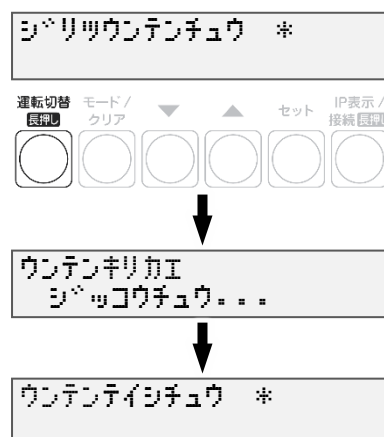 ジリツウンテンチュウ *
運転切替 モード/ ▼ ▲ セット IP表示/
長押し クリア 接続 長押し
ウンテンキリカエ
ジッコウチュウ...
ウンテンテイシチュウ *